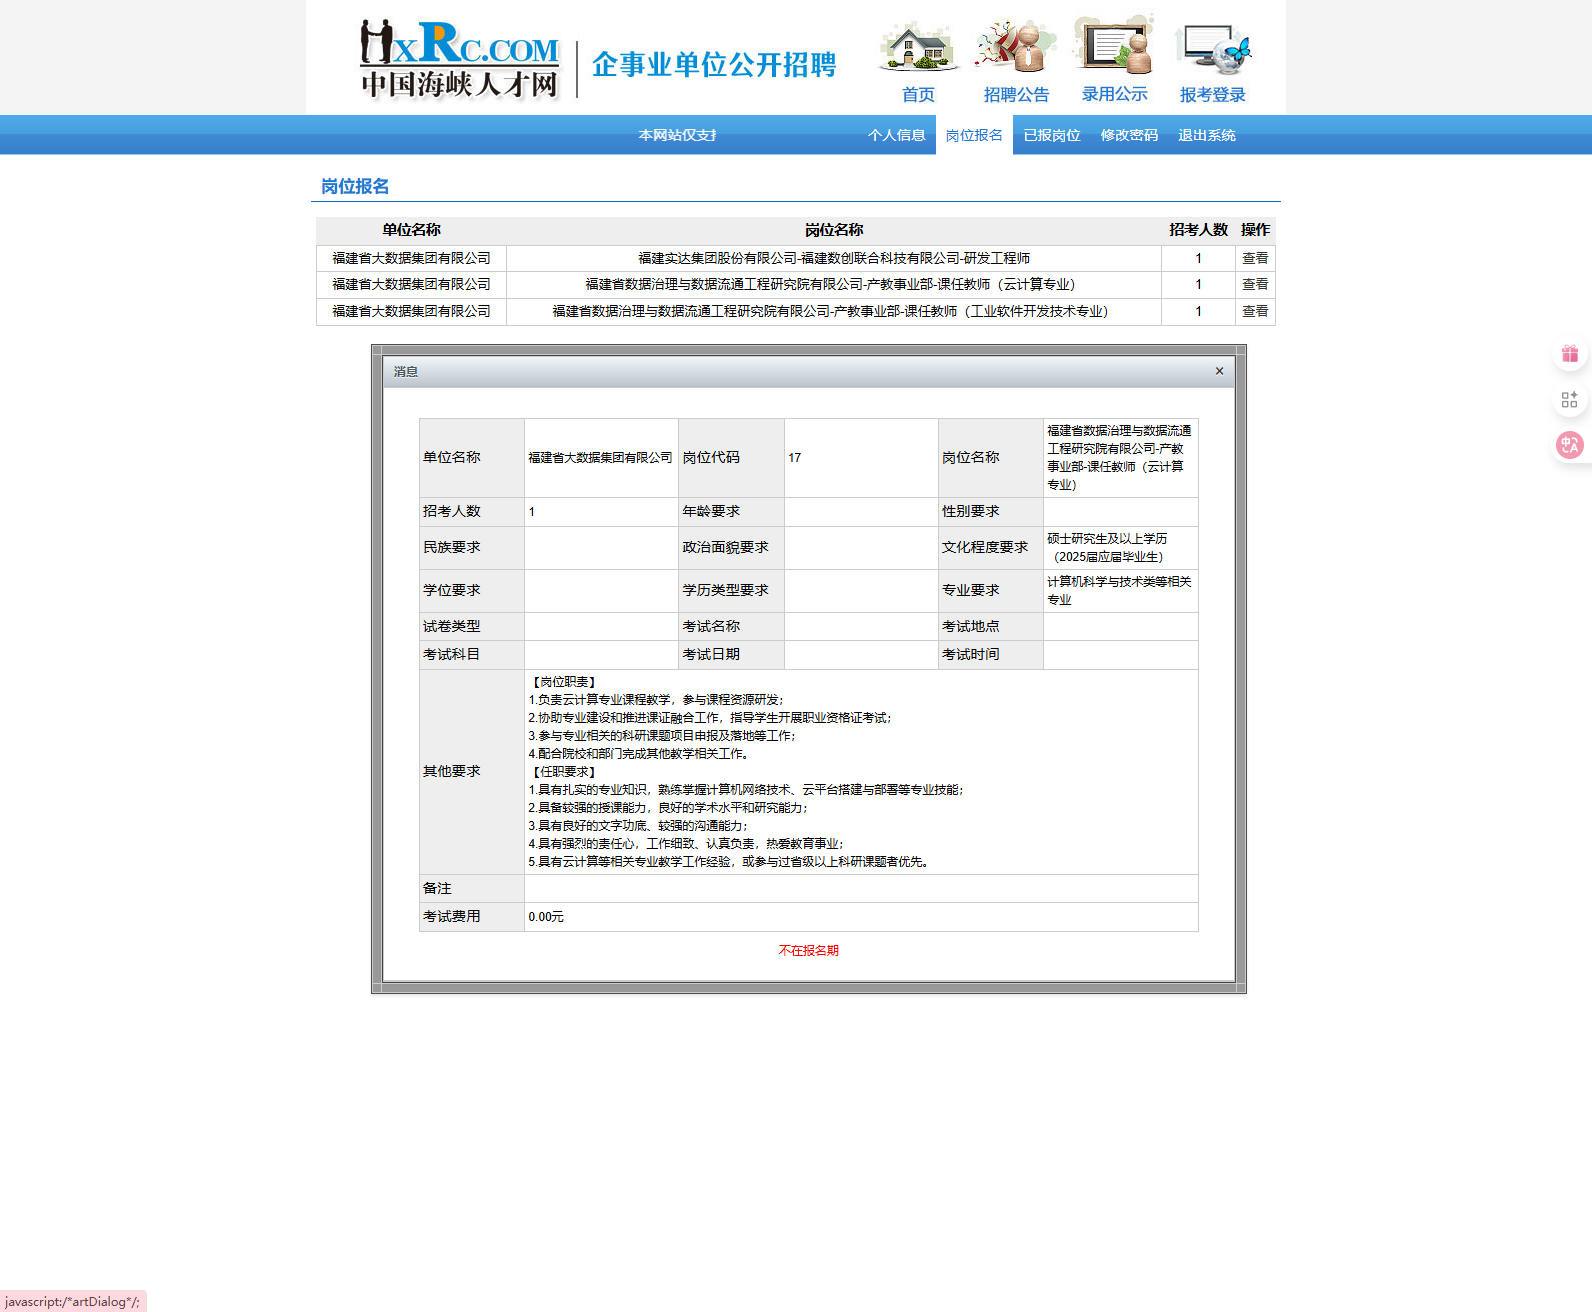 HxRc.COM
中国海峡人才网
企事业单位公开招聘
首页 招聘公告 录用公示 报考登录
本网站仅支持
个人信息 岗位报名 已报岗位 修改密码 退出系统
岗位报名
单位名称 岗位名称 招考人数 操作
福建省大数据集团有限公司 福建实达集团股份有限公司-福建数创联合科技有限公司-研发工程师 1 查看
福建省大数据集团有限公司 福建省数据治理与数据流通工程研究院有限公司-产教事业部-课任教师（云计算专业） 1 查看
福建省大数据集团有限公司 福建省数据治理与数据流通工程研究院有限公司-产教事业部-课任教师（工业软件开发技术专业） 1 查看
消息 ×
单位名称 福建省大数据集团有限公司 岗位代码 17 岗位名称
福建省数据治理与数据流通
工程研究院有限公司-产教
事业部-课任教师（云计算
专业）
招考人数 1 年龄要求 性别要求
民族要求 政治面貌要求 文化程度要求
硕士研究生及以上学历
（2025届应届毕业生）
学位要求 学历类型要求 专业要求
计算机科学与技术类等相关
专业
试卷类型 考试名称 考试地点
考试科目 考试日期 考试时间
其他要求
【岗位职责】
1.负责云计算专业课程教学，参与课程资源研发；
2.协助专业建设和推进课证融合工作，指导学生开展职业资格证考试；
3.参与专业相关的科研课题项目申报及落地等工作；
4.配合院校和部门完成其他教学相关工作。
【任职要求】
1.具有扎实的专业知识，熟练掌握计算机网络技术、云平台搭建与部署等专业技能；
2.具备较强的授课能力，良好的学术水平和研究能力；
3.具有良好的文字功底、较强的沟通能力；
4.具有强烈的责任心，工作细致、认真负责，热爱教育事业；
5.具有云计算等相关专业教学工作经验，或参与过省级以上科研课题者优先。
备注
考试费用 0.00元
不在报名期
javascript:/*artDialog*/;